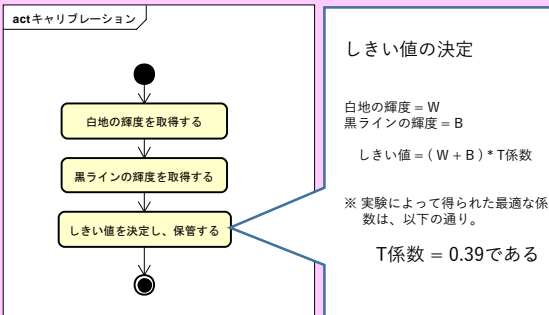 actキャリブレーション
白地の輝度を取得する
黒ラインの輝度を取得する
しきい値を決定し、保管する
しきい値の決定
白地の輝度 = W
黒ラインの輝度 = B
しきい値 = ( W + B ) * T係数
※ 実験によって得られた最適な係
数は、以下の通り。
T係数 = 0.39である